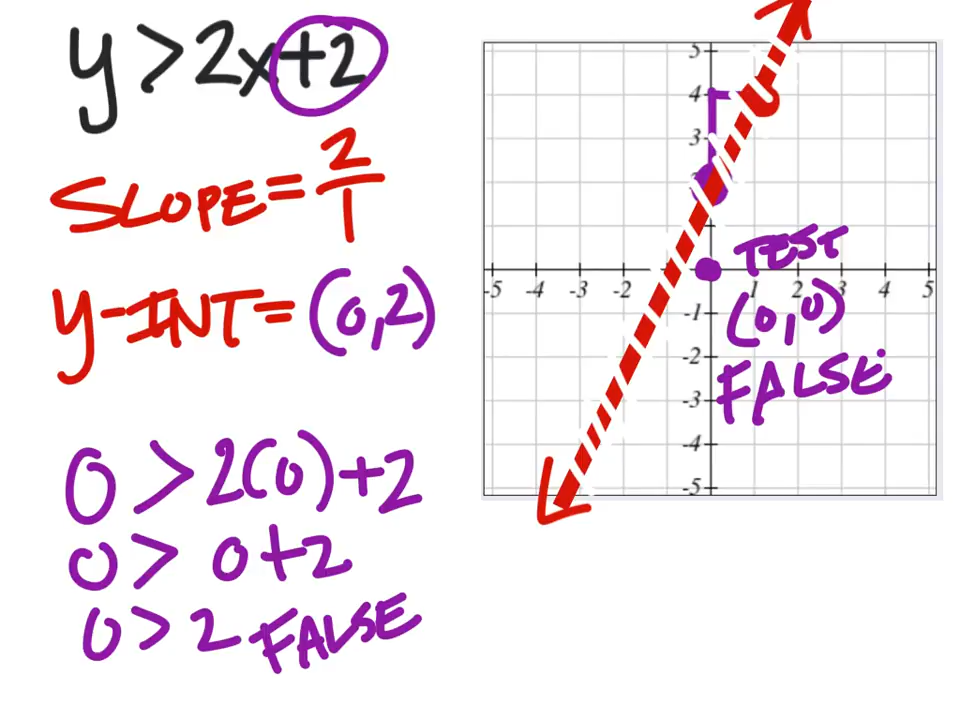 y > 2x + 2
SLOPE = 2/1
y-INT = (0,2)
0 > 2(0) + 2
0 > 0 + 2
0 > 2 FALSE
5
4
3
2
-5 -4 -3 -2 1 2 3 4 5
-1
-2
-3
-4
-5
TEST
(0,0)
FALSE